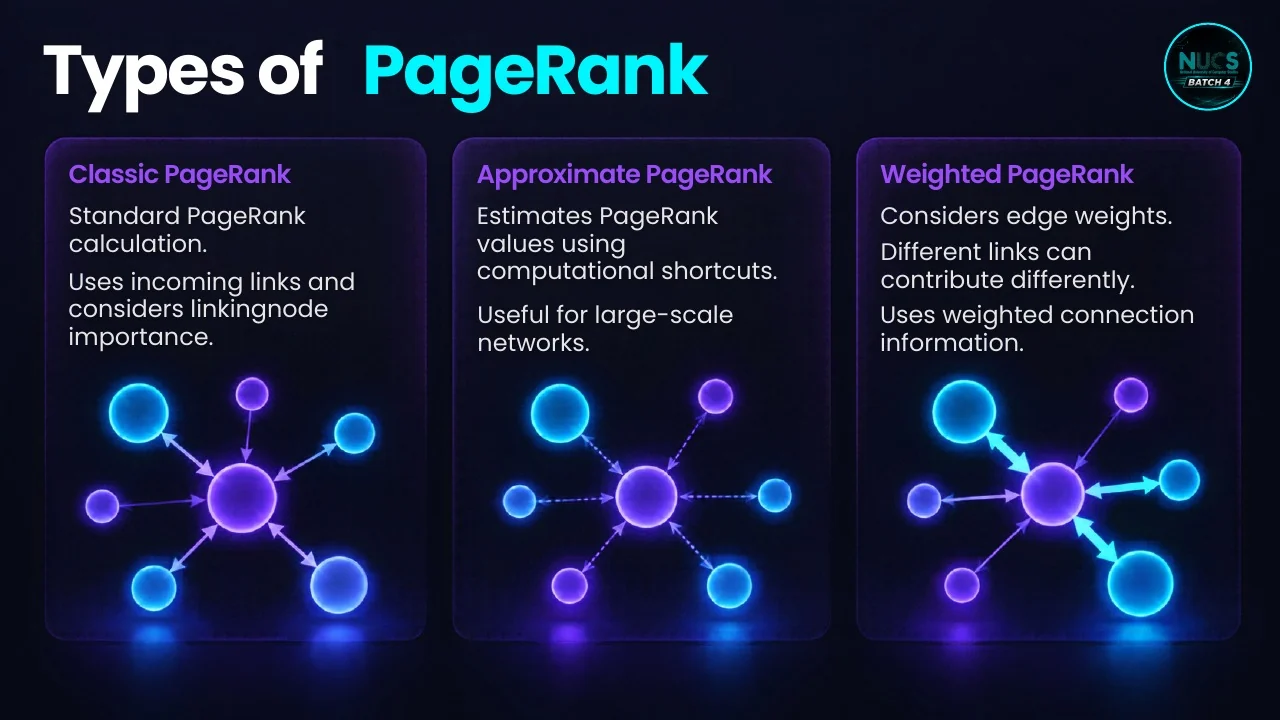 Types of PageRank
NUCS
BATCH 4
Classic PageRank
Standard PageRank
calculation.
Uses incoming links and
considers linkingnode
importance.
Approximate PageRank
Estimates PageRank
values using
computational shortcuts.
Useful for large-scale
networks.
Weighted PageRank
Considers edge weights.
Different links can
contribute differently.
Uses weighted connection
information.